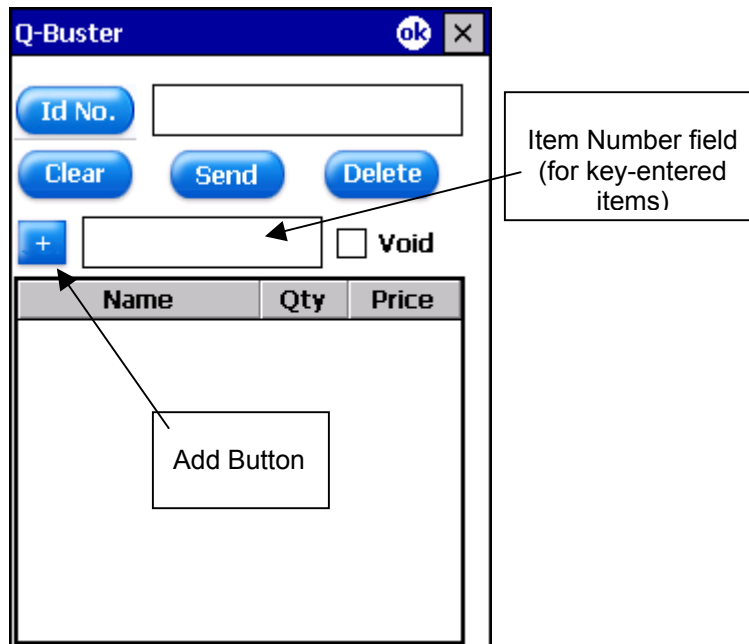 Q-Buster ok
Id No.
Clear Send Delete
+ Void
Name Qty Price
Add Button
Item Number field
(for key-entered
items)